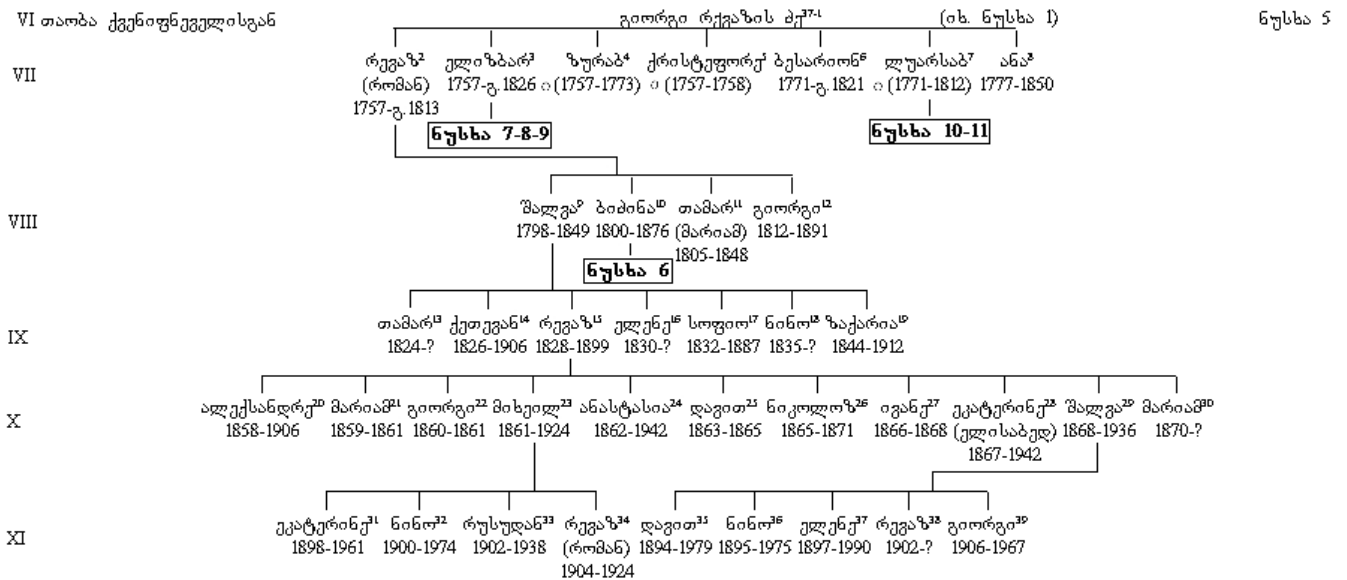 VI თაობა ქვენიფნეველისგან გიორგი რევაზის ძე³⁷⁻¹ (იხ. ნუსხა 1) ნუსხა 5
VII რევაზ² ელიზბარ³ ზურაბ⁴ ქრისტეფორე⁵ ბესარიონ⁶ ლუარსაბ⁷ ანა⁸
(რომან) 1757-გ.1826 ○ (1757-1773) ○ (1757-1758) 1771-გ.1821 ○ (1771-1812) 1777-1850
1757-გ.1813
ნუსხა 7-8-9 ნუსხა 10-11
VIII შალვა⁹ ბიძინა¹⁰ თამარ¹¹ გიორგი¹²
1798-1849 1800-1876 (მარიამ) 1812-1891
1805-1848
ნუსხა 6
IX თამარ¹³ ქეთევან¹⁴ რევაზ¹⁵ ელენე¹⁶ სოფიო¹⁷ ნინო¹⁸ ზაქარია¹⁹
1824-? 1826-1906 1828-1899 1830-? 1832-1887 1835-? 1844-1912
X ალექსანდრე²⁰ მარიამ²¹ გიორგი²² მიხეილ²³ ანასტასია²⁴ დავით²⁵ ნიკოლოზ²⁶ ივანე²⁷ ეკატერინე²⁸ შალვა²⁹ მარიამ³⁰
1858-1906 1859-1861 1860-1861 1861-1924 1862-1942 1863-1865 1865-1871 1866-1868 (ელისაბედ) 1868-1936 1870-?
1867-1942
XI ეკატერინე³¹ ნინო³² რუსუდან³³ რევაზ³⁴ დავით³⁵ ნინო³⁶ ელენე³⁷ რევაზ³⁸ გიორგი³⁹
1898-1961 1900-1974 1902-1938 (რომან) 1894-1979 1895-1975 1897-1990 1902-? 1906-1967
1904-1924